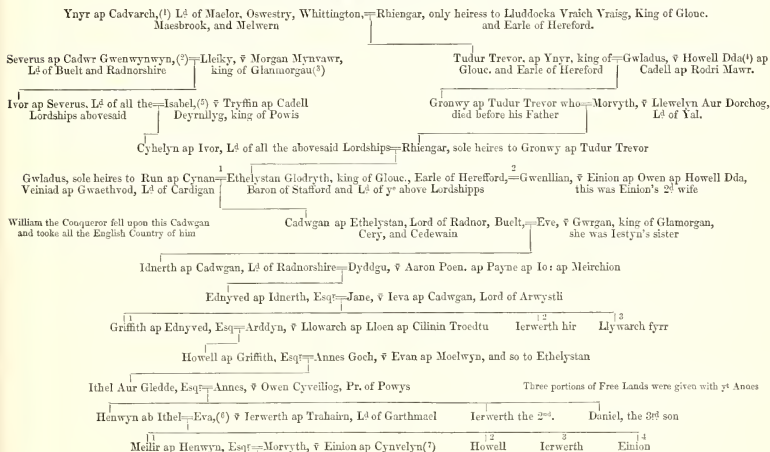 Ynyr ap Cadvarch,(1) Ld of Maelor, Oswestry, Whittington,=Rhiengar, only heiress to Lluddocka Vraich Vraisg, King of Glouc.
Maesbrook, and Melwern and Earle of Hereford.
Severus ap Cadwr Gwenwynwyn,(2)=Lleiky, ṽ Morgan Mynvawr, Tudur Trevor, ap Ynyr, king of=Gwladus, ṽ Howell Dda(4) ap
Ld of Buelt and Radnorshire king of Glanmorgau(3) Glouc. and Earle of Hereford Cadell ap Rodri Mawr.
Ivor ap Severus, Ld of all the=Isabel,(5) ṽ Tryffin ap Cadell Gronwy ap Tudur Trevor who=Morvyth, ṽ Llewelyn Aur Dorchog,
Lordships abovesaid Deyrnllyg, king of Powis died before his Father Ld of Yal.
Cyhelyn ap Ivor, Ld of all the abovesaid Lordships=Rhiengar, sole heires to Gronwy ap Tudur Trevor
1 2
Gwladus, sole heires to Run ap Cynan=Ethelystan Glodryth, king of Glouc., Earle of Herefford,=Gwenllian, ṽ Einion ap Owen ap Howell Dda,
Veiniad ap Gwaethvod, Ld of Cardigan Baron of Stafford and Ld of ye above Lordshipps this was Einion's 2d wife
William the Conqueror fell upon this Cadwgan Cadwgan ap Ethelystan, Lord of Radnor, Buelt,=Eve, ṽ Gwrgan, king of Glamorgan,
and tooke all the English Country of him Cery, and Cedewain she was Iestyn's sister
Idnerth ap Cadwgan, Ld of Radnorshire=Dyddgu, ṽ Aaron Poen. ap Payne ap Io: ap Meirchion
Ednyved ap Idnerth, Esqr=Jane, ṽ Ieva ap Cadwgan, Lord of Arwystli
1 2 3
Griffith ap Ednyved, Esq=Arddyn, ṽ Llowarch ap Lloen ap Cilinin Troedtu Ierwerth hir Llywarch fyrr
Howell ap Griffith, Esqr=Annes Goch, ṽ Evan ap Moelwyn, and so to Ethelystan
Ithel Aur Gledde, Esqr=Annes, ṽ Owen Cyveiliog, Pr. of Powys Three portions of Free Lands were given with yt Annes
Henwyn ab Ithel=Eva,(6) ṽ Ierwerth ap Trahairn, Ld of Garthmael Ierwerth the 2nd. Daniel, the 3rd son
1 2 3 4
Meilir ap Henwyn, Esqr=Morvyth, ṽ Einion ap Cynvelyn(7) Howell Ierwerth Einion